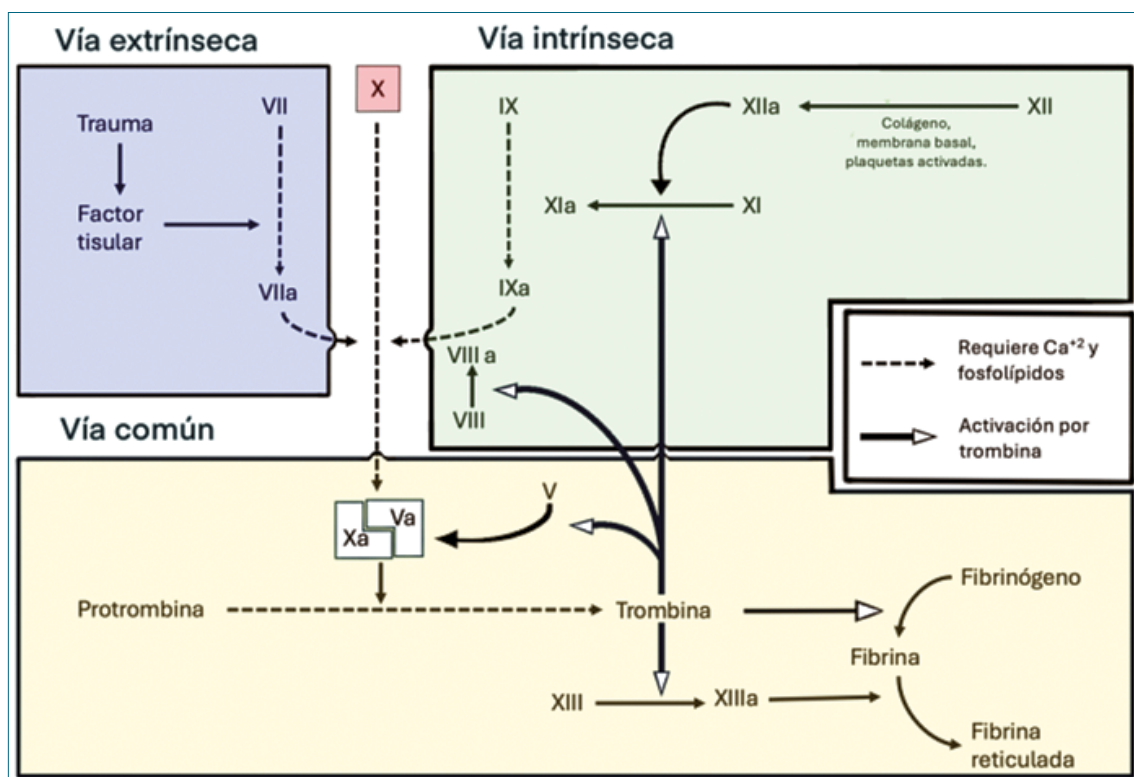 Vía extrínseca
Trauma
Factor
tisular
VII
VIIa
X
Vía intrínseca
IX
IXa
XIIa
XII
Colágeno,
membrana basal,
plaquetas activadas.
XIa
XI
VIII a
VIII
Requiere Ca+2 y
fosfolípidos
Activación por
trombina
Vía común
V
Xa
Va
Protrombina
Trombina
Fibrinógeno
Fibrina
XIII
XIIIa
Fibrina
reticulada